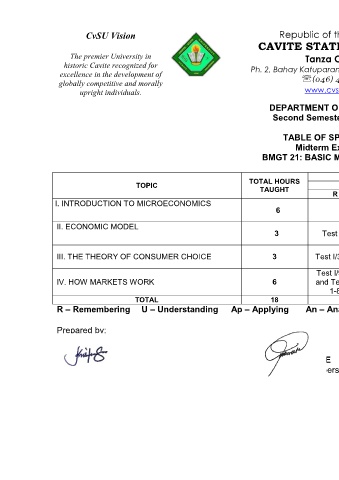 CvSU Vision
The premier University in
historic Cavite recognized for
excellence in the development of
globally competitive and morally
upright individuals.
Republic of th
CAVITE STAT
Tanza C
Ph. 2, Bahay Katuparan
☏(046) 4
www.cvs
DEPARTMENT O
Second Semeste
TABLE OF SP
Midterm Ex
BMGT 21: BASIC M
TOPIC
TOTAL HOURS
TAUGHT
R
I. INTRODUCTION TO MICROECONOMICS
6
II. ECONOMIC MODEL
3
Test
III. THE THEORY OF CONSUMER CHOICE
3
Test I/
IV. HOW MARKETS WORK
6
Test I/
and Te
1-5
TOTAL
18
R – Remembering U – Understanding Ap – Applying An – Ana
Prepared by:
E
ers